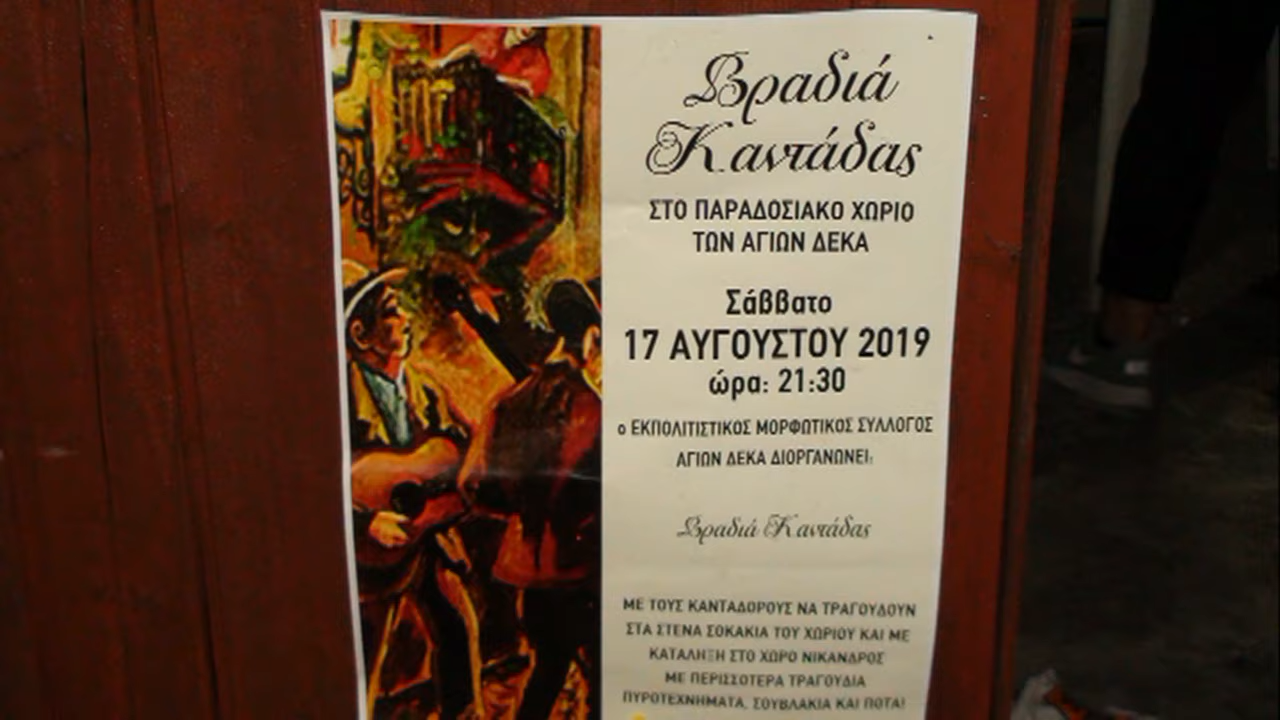 Βραδιά
Καντάδας
ΣΤΟ ΠΑΡΑΔΟΣΙΑΚΟ ΧΩΡΙΟ
ΤΩΝ ΑΓΙΩΝ ΔΕΚΑ
Σάββατο
17 ΑΥΓΟΥΣΤΟΥ 2019
ώρα: 21:30
ο ΕΚΠΟΛΙΤΙΣΤΙΚΟΣ ΜΟΡΦΩΤΙΚΟΣ ΣΥΛΛΟΓΟΣ
ΑΓΙΩΝ ΔΕΚΑ ΔΙΟΡΓΑΝΩΝΕΙ:
Βραδιά Καντάδας
ΜΕ ΤΟΥΣ ΚΑΝΤΑΔΟΡΟΥΣ ΝΑ ΤΡΑΓΟΥΔΟΥΝ
ΣΤΑ ΣΤΕΝΑ ΣΟΚΑΚΙΑ ΤΟΥ ΧΩΡΙΟΥ ΚΑΙ ΜΕ
ΚΑΤΑΛΗΞΗ ΣΤΟ ΧΩΡΟ ΝΙΚΑΝΔΡΟΣ
ΜΕ ΠΕΡΙΣΣΟΤΕΡΑ ΤΡΑΓΟΥΔΙΑ
ΠΥΡΟΤΕΧΝΗΜΑΤΑ, ΣΟΥΒΛΑΚΙΑ ΚΑΙ ΠΟΤΑ!